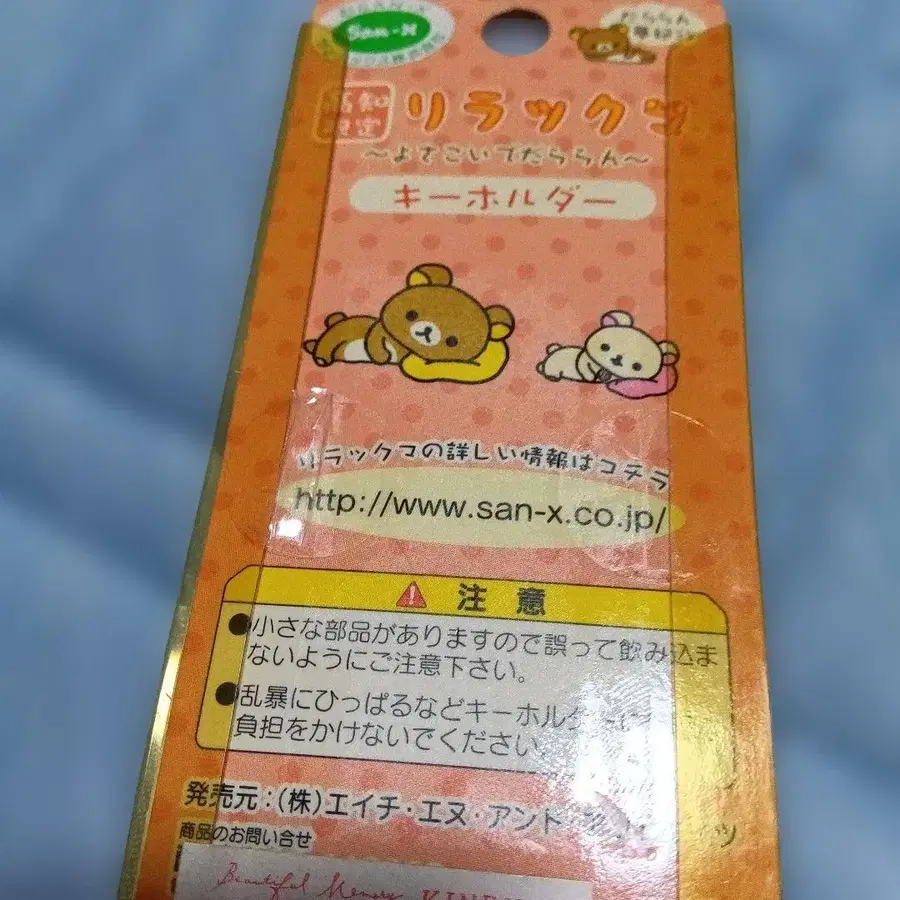 San-X
だららん
高知
限定
リラックマ
~よさこいでだららん~
キーホルダー
リラックマの詳しい情報はコチラ
http://www.san-x.co.jp/
注意
●小さな部品がありますので誤って飲み込ま
ないようにご注意下さい。
●乱暴にひっぱるなどキーホルダーに
負担をかけないでください。
発売元:(株)エイチ・エヌ・アンド・
商品のお問い合せ
Beautiful Memory